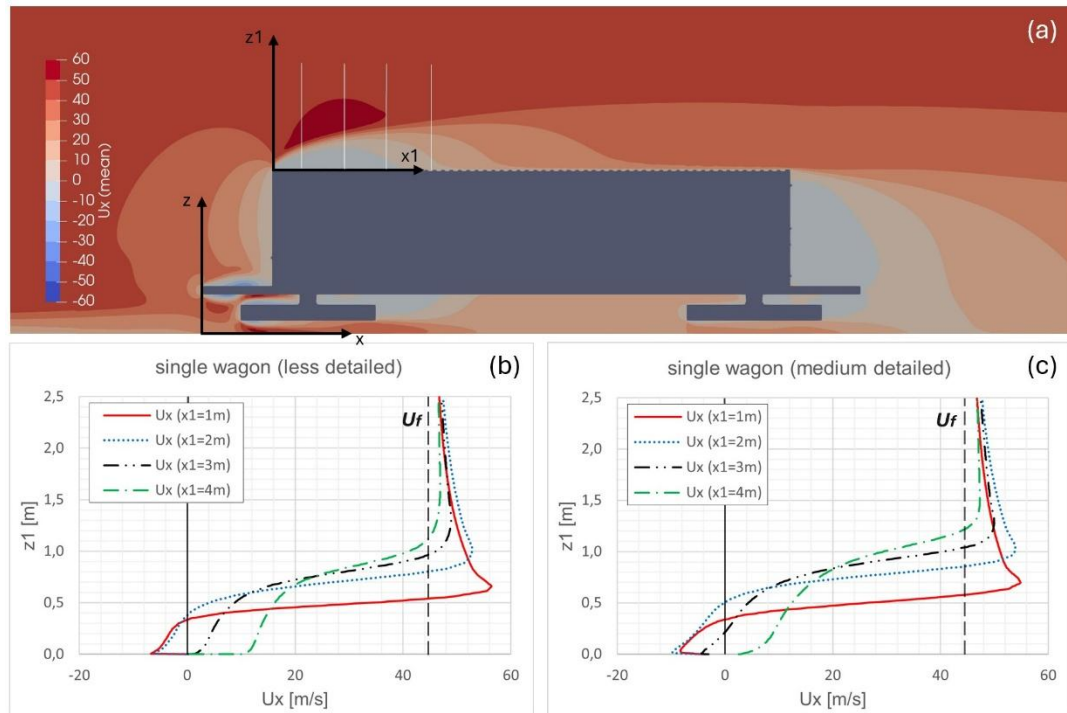 (a)
z1
60
50
40
30
20
10
0
-10
-20
-30
-40
-50
-60
Ux (mean)
x1
z
x
single wagon (less detailed)
(b)
2,5
2,0
1,5
1,0
0,5
0,0
z1 [m]
Ux (x1=1m)
Ux (x1=2m)
Ux (x1=3m)
Ux (x1=4m)
Uf
-20 0 20 40 60
Ux [m/s]
single wagon (medium detailed)
(c)
2,5
2,0
1,5
1,0
0,5
0,0
z1 [m]
Ux (x1=1m)
Ux (x1=2m)
Ux (x1=3m)
Ux (x1=4m)
Uf
-20 0 20 40 60
Ux [m/s]